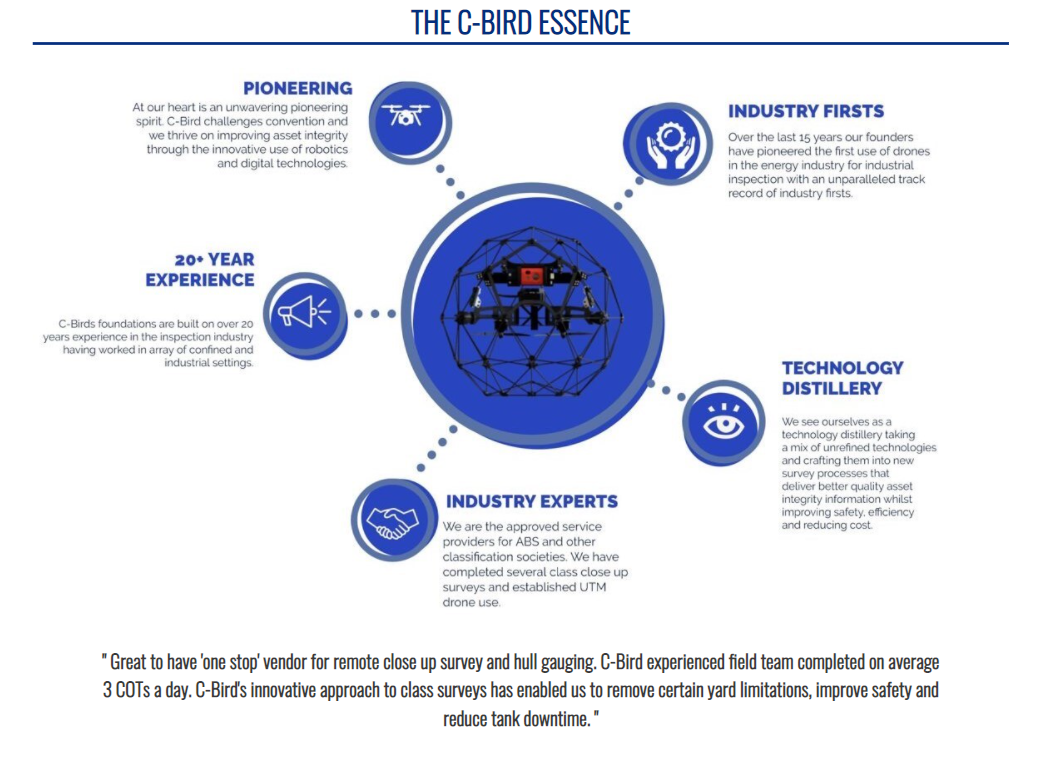 THE C-BIRD ESSENCE
PIONEERING
At our heart is an unwavering pioneering
spirit. C-Bird challenges convention and
we thrive on improving asset integrity
through the innovative use of robotics
and digital technologies.
INDUSTRY FIRSTS
Over the last 15 years our founders
have pioneered the first use of drones
in the energy industry for industrial
inspection with an unparalleled track
record of industry firsts.
20+ YEAR
EXPERIENCE
C-Birds foundations are built on over 20
years experience in the inspection industry
having worked in array of confined and
industrial settings.
TECHNOLOGY
DISTILLERY
We see ourselves as a
technology distillery taking
a mix of unrefined technologies
and crafting them into new
survey processes that
deliver better quality asset
integrity information whilst
improving safety, efficiency
and reducing cost.
INDUSTRY EXPERTS
We are the approved service
providers for ABS and other
classification societies. We have
completed several class close up
surveys and established UTM
drone use.
" Great to have 'one stop' vendor for remote close up survey and hull gauging. C-Bird experienced field team completed on average
3 COTs a day. C-Bird's innovative approach to class surveys has enabled us to remove certain yard limitations, improve safety and
reduce tank downtime. "